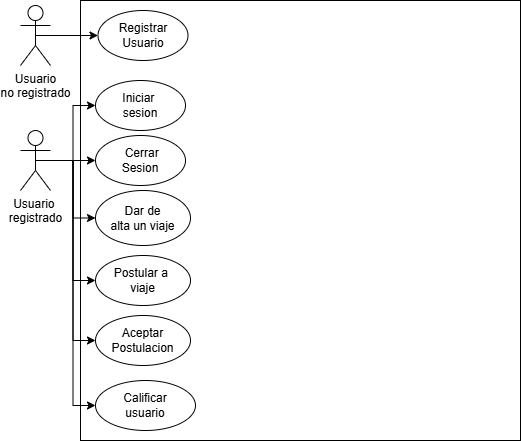 Registrar
Usuario
Usuario
no registrado
Iniciar
sesion
Cerrar
Sesion
Usuario
registrado
Dar de
alta un viaje
Postular a
viaje
Aceptar
Postulacion
Calificar
usuario